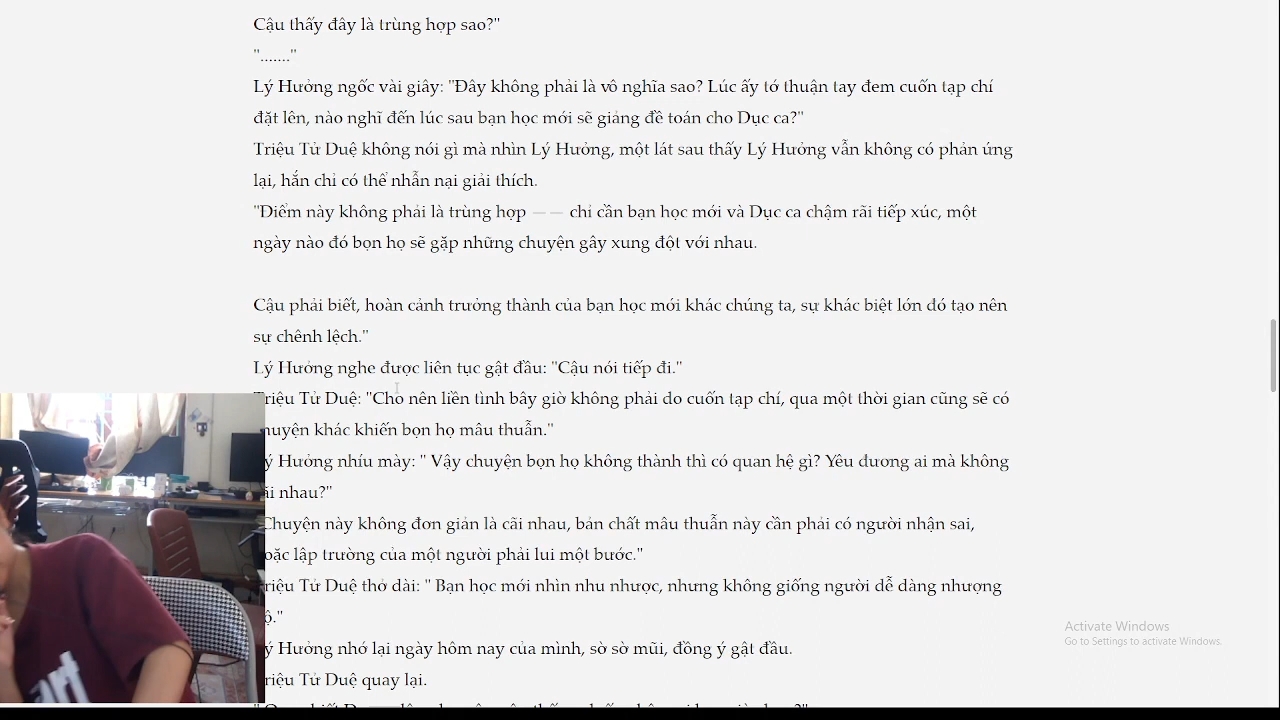 Cậu thấy đây là trùng hợp sao?"
"......."
Lý Hưởng ngốc vài giây: "Đây không phải là vô nghĩa sao? Lúc ấy tớ thuận tay đem cuốn tạp chí
đặt lên, nào nghĩ đến lúc sau bạn học mới sẽ giảng đề toán cho Dục ca?"
Triệu Tử Duệ không nói gì mà nhìn Lý Hưởng, một lát sau thấy Lý Hưởng vẫn không có phản ứng
lại, hắn chỉ có thể nhẫn nại giải thích.
"Điểm này không phải là trùng hợp —— chỉ cần bạn học mới và Dục ca chậm rãi tiếp xúc, một
ngày nào đó bọn họ sẽ gặp những chuyện gây xung đột với nhau.
Cậu phải biết, hoàn cảnh trưởng thành của bạn học mới khác chúng ta, sự khác biệt lớn đó tạo nên
sự chênh lệch."
Lý Hưởng nghe được liên tục gật đầu: "Cậu nói tiếp đi."
Triệu Tử Duệ: "Cho nên liền tình bây giờ không phải do cuốn tạp chí, qua một thời gian cũng sẽ có
huyện khác khiến bọn họ mâu thuẫn."
ý Hưởng nhíu mày: " Vậy chuyện bọn họ không thành thì có quan hệ gì? Yêu đương ai mà không
ãi nhau?"
Chuyện này không đơn giản là cãi nhau, bản chất mâu thuẫn này cần phải có người nhận sai,
oặc lập trường của một người phải lui một bước."
riệu Tử Duệ thở dài: " Bạn học mới nhìn nhu nhược, nhưng không giống người dễ dàng nhượng
ộ."
ý Hưởng nhớ lại ngày hôm nay của mình, sờ sờ mũi, đồng ý gật đầu.
riệu Tử Duệ quay lại.
Activate Windows
Go to Settings to activate Windows.